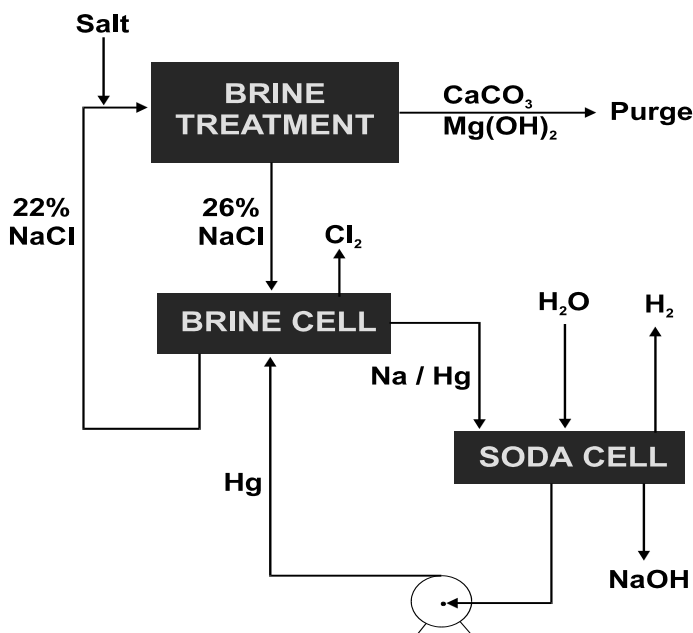 Salt
BRINE
TREATMENT
CaCO₃
Mg(OH)₂
Purge
22%
NaCl
26%
NaCl
Cl₂
BRINE CELL
H₂O
H₂
Na / Hg
SODA CELL
Hg
NaOH